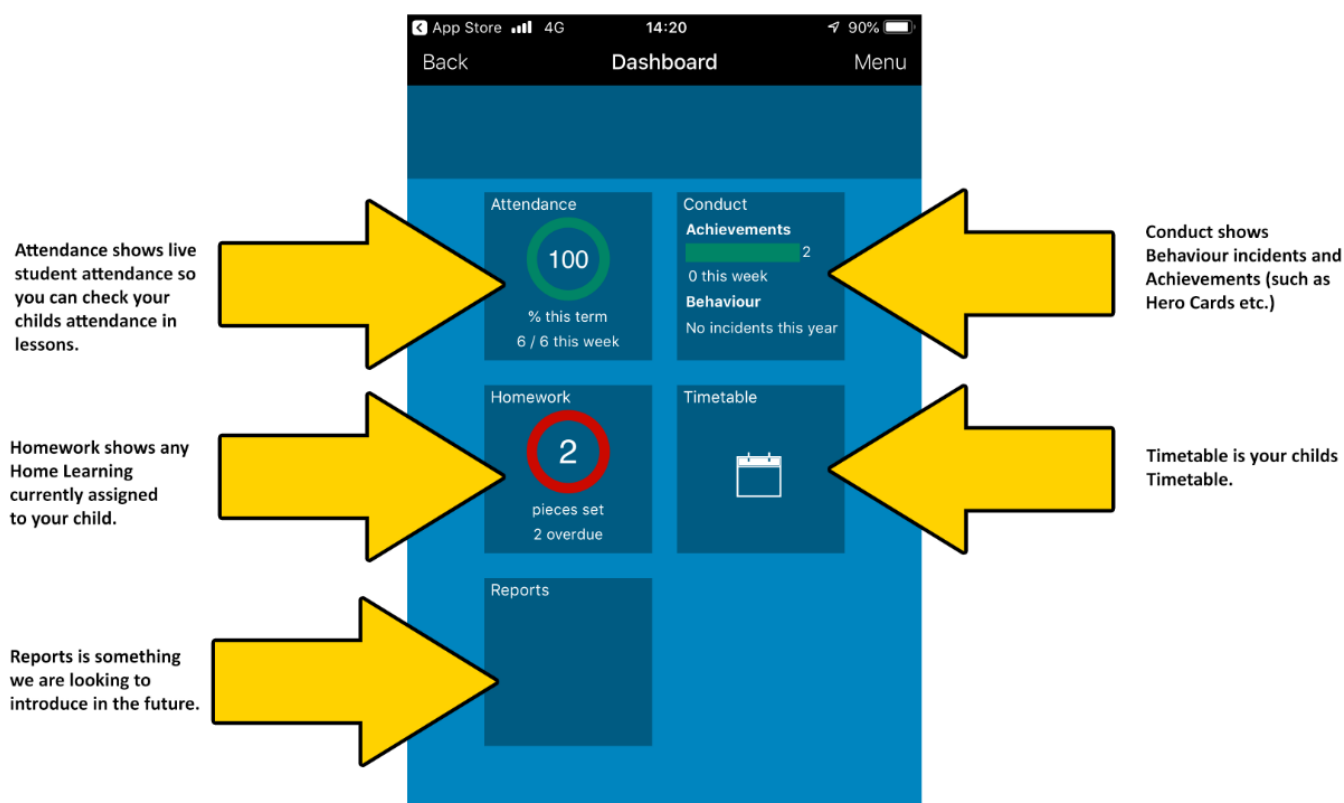 App Store 4G 14:20 90%
Back Dashboard Menu
Attendance shows live
student attendance so
you can check your
childs attendance in
lessons.
Attendance
100
% this term
6 / 6 this week
Conduct
Achievements
2
0 this week
Behaviour
No incidents this year
Conduct shows
Behaviour incidents and
Achievements (such as
Hero Cards etc.)
Homework shows any
Home Learning
currently assigned
to your child.
Homework
2
pieces set
2 overdue
Timetable
Timetable is your childs
Timetable.
Reports is something
we are looking to
introduce in the future.
Reports